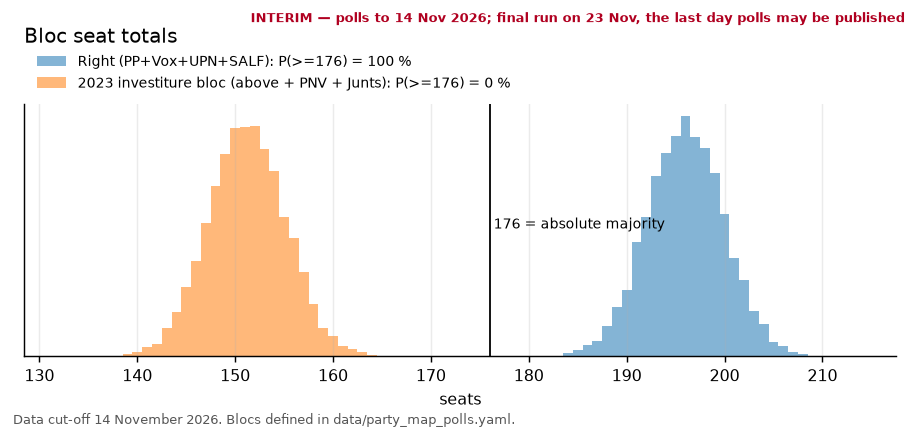 INTERIM — polls to 14 Nov 2026; final run on 23 Nov, the last day polls may be published
Bloc seat totals
Right (PP+Vox+UPN+SALF): P(>=176) = 100 %
2023 investiture bloc (above + PNV + Junts): P(>=176) = 0 %
176 = absolute majority
130 140 150 160 170 180 190 200 210
seats
Data cut-off 14 November 2026. Blocs defined in data/party_map_polls.yaml.